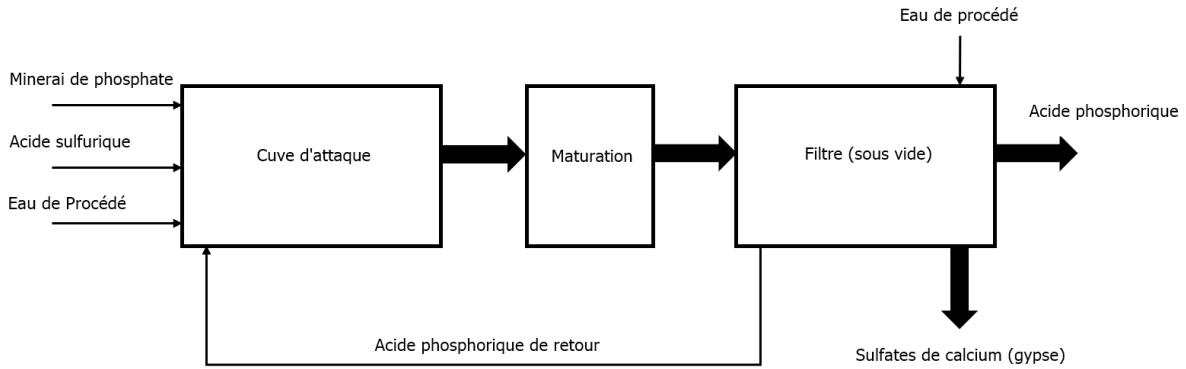 Eau de procédé
Minerai de phosphate
Acide phosphorique
Acide sulfurique
Cuve d'attaque
Maturation
Filtre (sous vide)
Eau de Procédé
Acide phosphorique de retour
Sulfates de calcium (gypse)